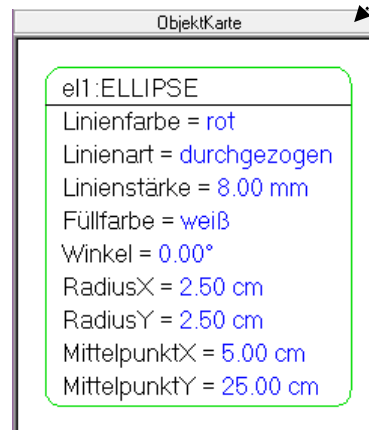 ObjektKarte
el1:ELLIPSE
Linienfarbe = rot
Linienart = durchgezogen
Linienstärke = 8.00 mm
Füllfarbe = weiß
Winkel = 0.00°
RadiusX = 2.50 cm
RadiusY = 2.50 cm
MittelpunktX = 5.00 cm
MittelpunktY = 25.00 cm